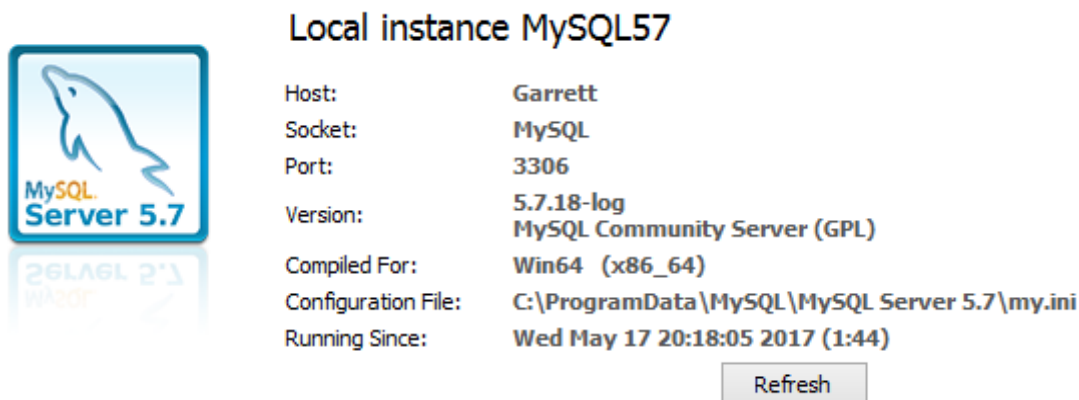 Local instance MySQL57
Host: Garrett
Socket: MySQL
Port: 3306
Version: 5.7.18-log
MySQL Community Server (GPL)
Compiled For: Win64 (x86_64)
Configuration File: C:\ProgramData\MySQL\MySQL Server 5.7\my.ini
Running Since: Wed May 17 20:18:05 2017 (1:44)
Refresh
MySQL
Server 5.7